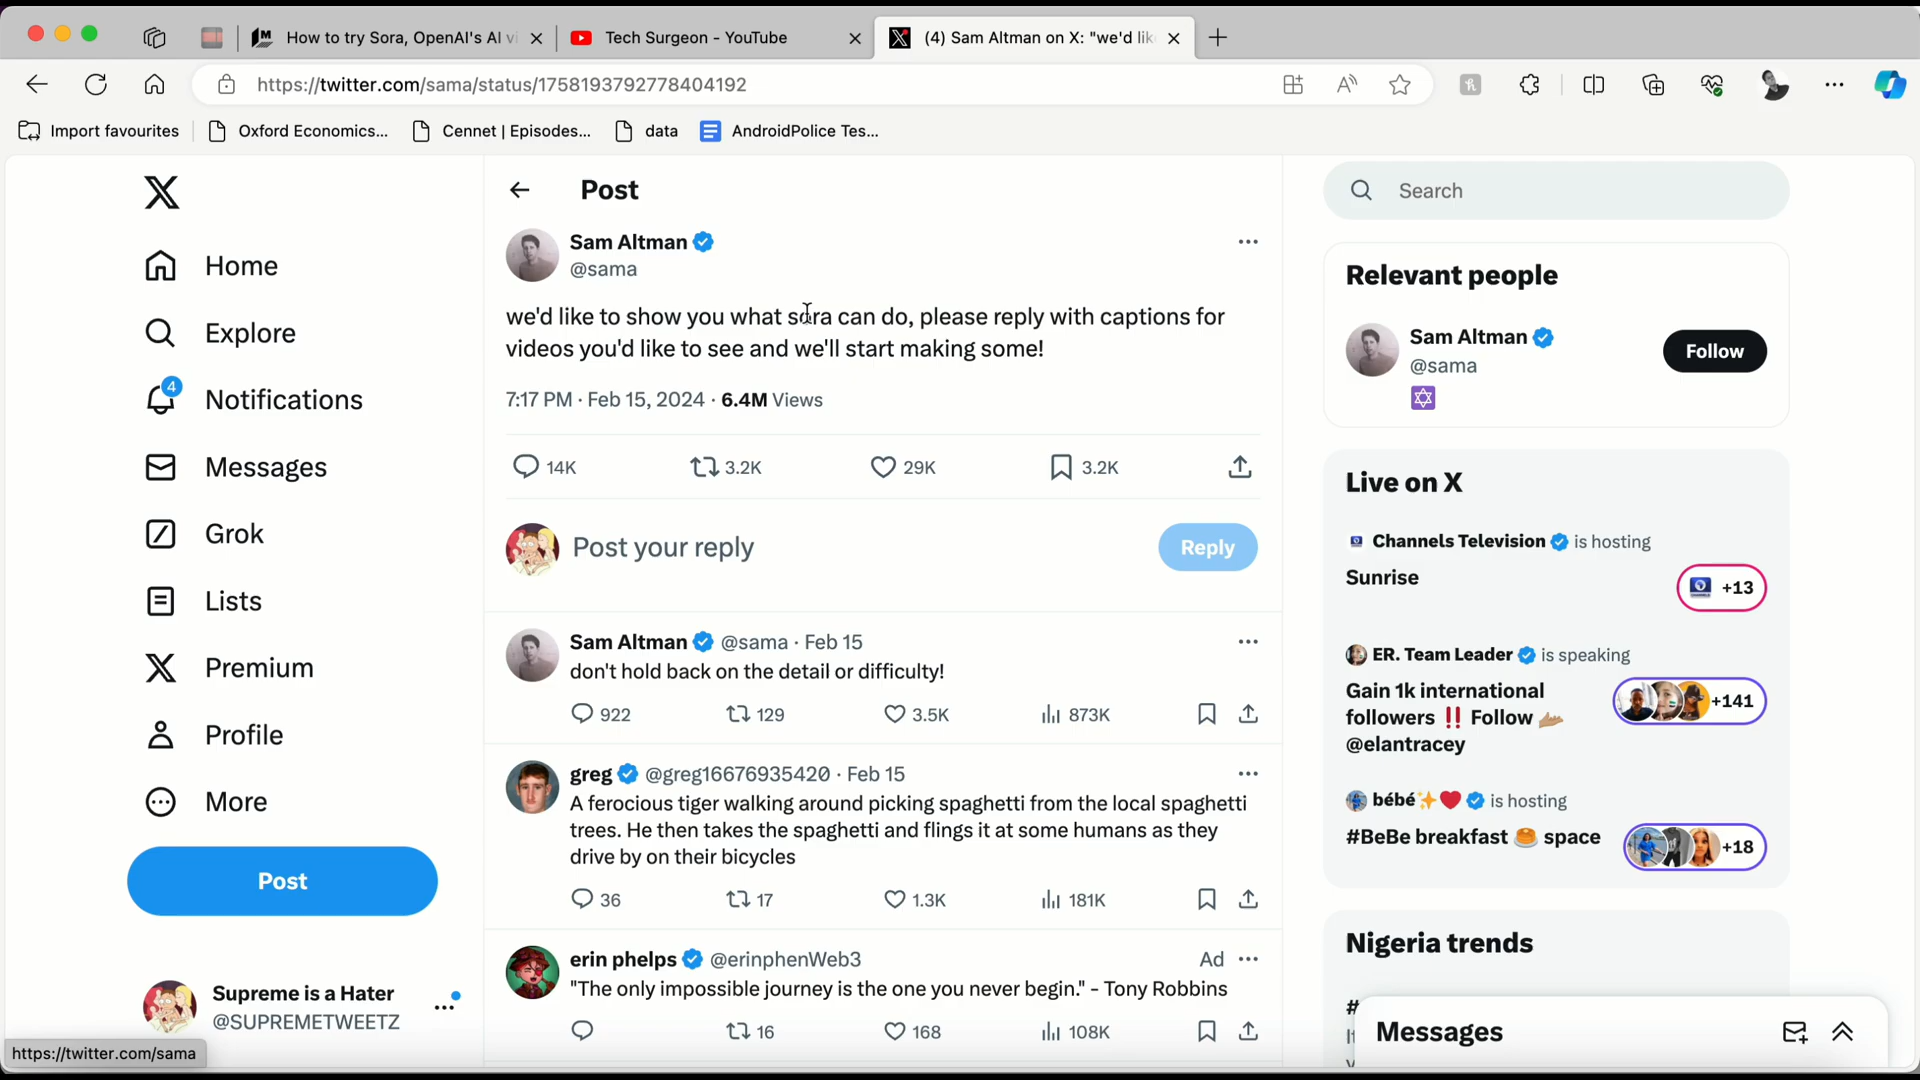 How to try Sora, OpenAI's AI vi
Tech Surgeon - YouTube
(4) Sam Altman on X: "we'd lik
https://twitter.com/sama/status/1758193792778404192
Import favourites
Oxford Economics...
Cennet | Episodes...
data
AndroidPolice Tes...
Home
Explore
4
Notifications
Messages
Grok
Lists
Premium
Profile
More
Post
Supreme is a Hater
@SUPREMETWEETZ
https://twitter.com/sama
Post
Sam Altman
@sama
we'd like to show you what sora can do, please reply with captions for
videos you'd like to see and we'll start making some!
7:17 PM · Feb 15, 2024 · 6.4M Views
14K 3.2K 29K 3.2K
Post your reply
Reply
Sam Altman @sama · Feb 15
don't hold back on the detail or difficulty!
922 129 3.5K 873K
greg @greg16676935420 · Feb 15
A ferocious tiger walking around picking spaghetti from the local spaghetti
trees. He then takes the spaghetti and flings it at some humans as they
drive by on their bicycles
36 17 1.3K 181K
erin phelps @erinphenWeb3 Ad
"The only impossible journey is the one you never begin." - Tony Robbins
16 168 108K
Search
Relevant people
Sam Altman
@sama
Follow
Live on X
Channels Television is hosting
Sunrise
+13
ER. Team Leader is speaking
Gain 1k international
followers ‼️ Follow
@elantracey
+141
bébé✨❤️ is hosting
#BeBe breakfast 🥞 space
+18
Nigeria trends
Messages